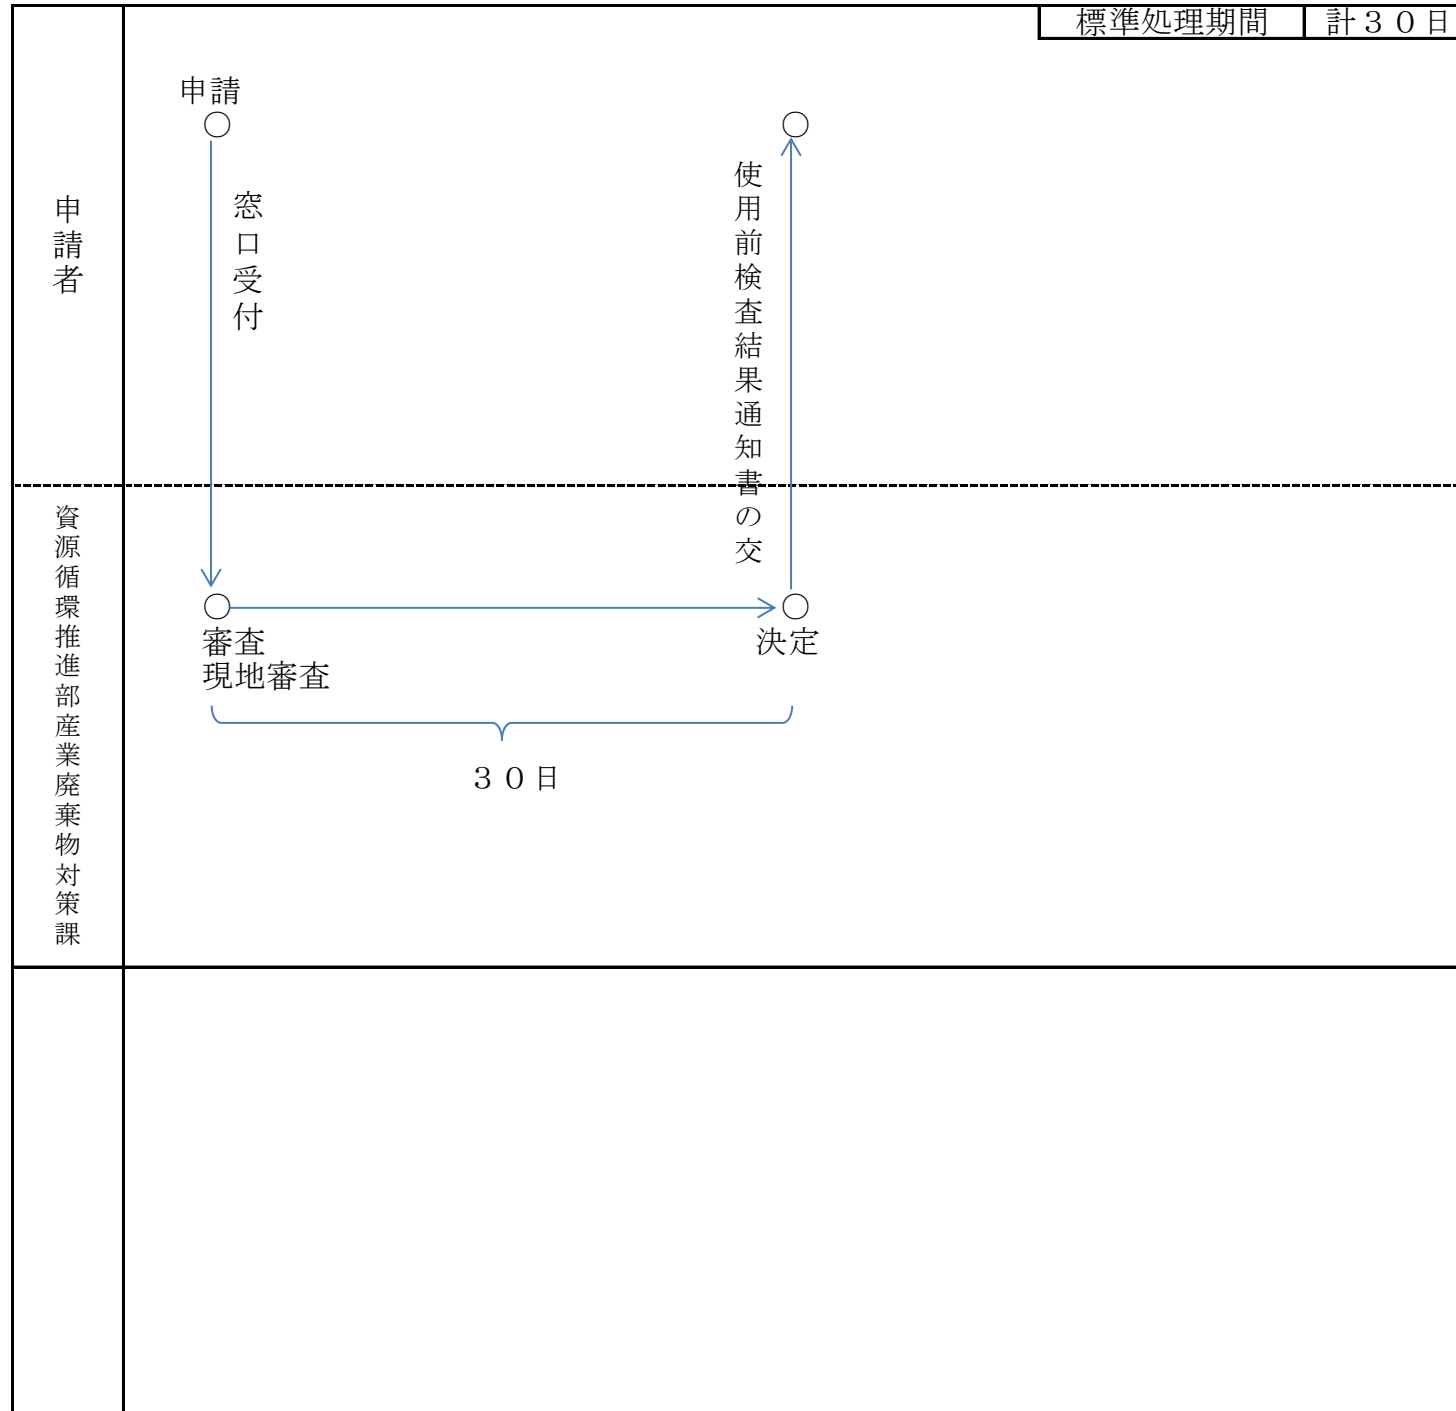 標準処理期間
計３０日
申請
○
○
申請者
窓口受付
使用前検査結果通知書の交
資源循環推進部産業廃棄物対策課
○
○
審査
現地審査
決定
３０日